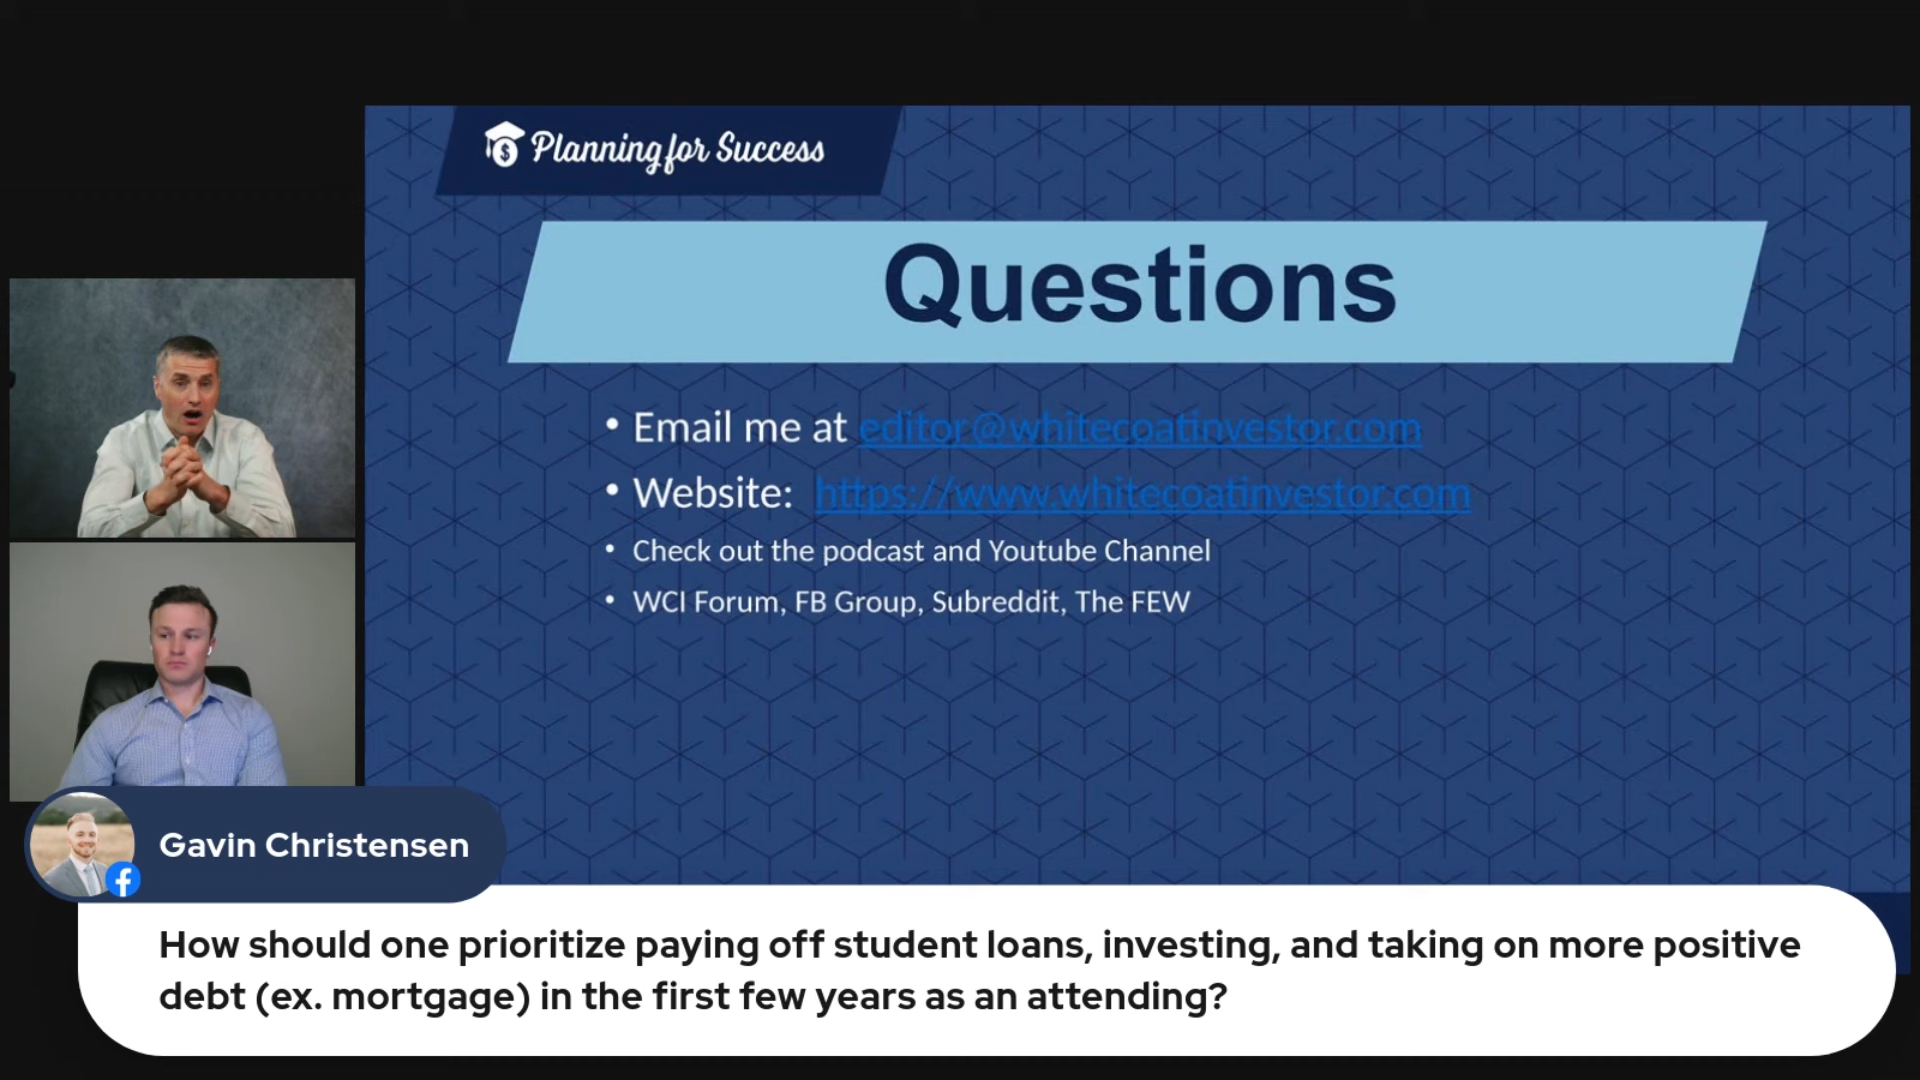 Planning for Success
Questions
• Email me at editor@whitecoatinvestor.com
• Website: https://www.whitecoatinvestor.com
• Check out the podcast and Youtube Channel
• WCI Forum, FB Group, Subreddit, The FEW
Gavin Christensen
How should one prioritize paying off student loans, investing, and taking on more positive
debt (ex. mortgage) in the first few years as an attending?